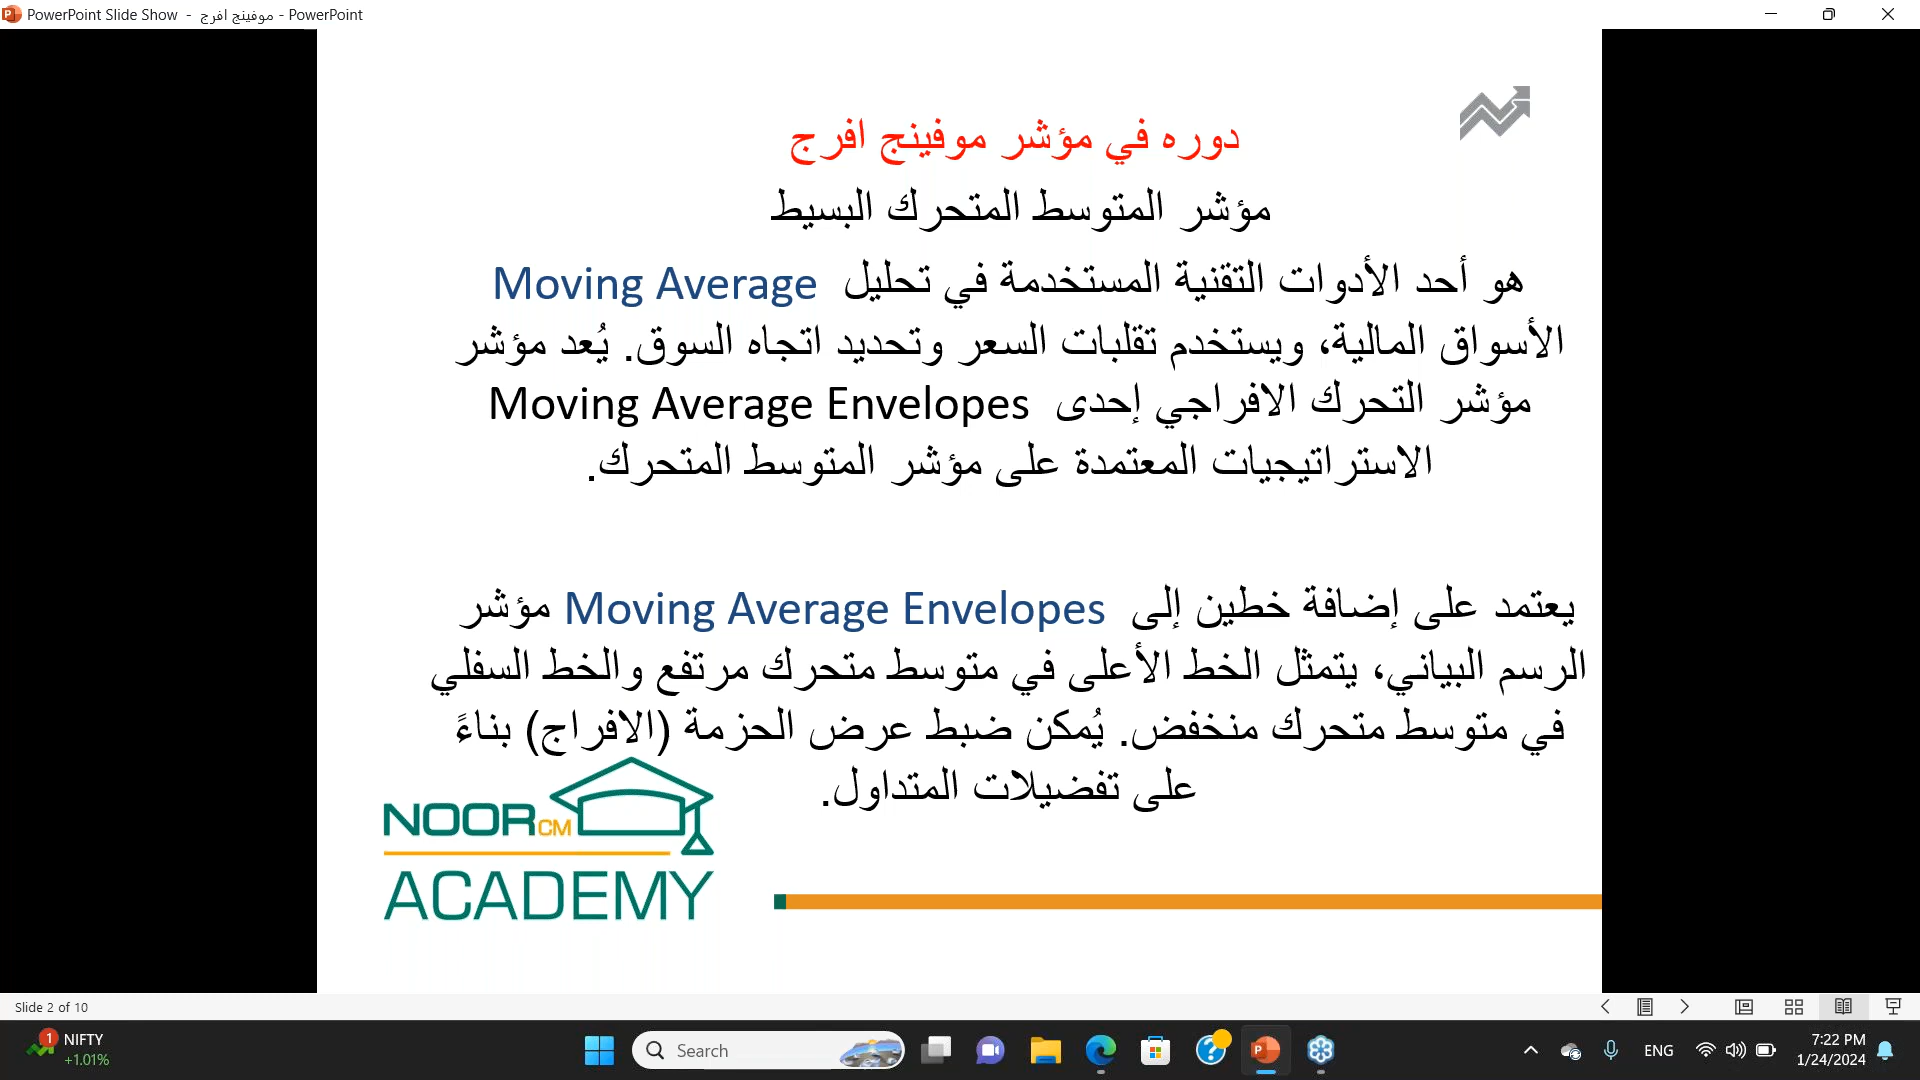 PowerPoint Slide Show - موفينج افرج - PowerPoint
دوره في مؤشر موفينج افرج
مؤشر المتوسط المتحرك البسيط
هو أحد الأدوات التقنية المستخدمة في تحليل Moving Average
الأسواق المالية، ويستخدم تقلبات السعر وتحديد اتجاه السوق. يُعد مؤشر
مؤشر التحرك الافراجي إحدى Moving Average Envelopes
الاستراتيجيات المعتمدة على مؤشر المتوسط المتحرك.
يعتمد على إضافة خطين إلى Moving Average Envelopes مؤشر
الرسم البياني، يتمثل الخط الأعلى في متوسط متحرك مرتفع والخط السفلي
في متوسط متحرك منخفض. يُمكن ضبط عرض الحزمة (الافراج) بناءً
على تفضيلات المتداول.
NOOR CM
ACADEMY
Slide 2 of 10
1
NIFTY
+1.01%
Search
ENG
7:22 PM
1/24/2024